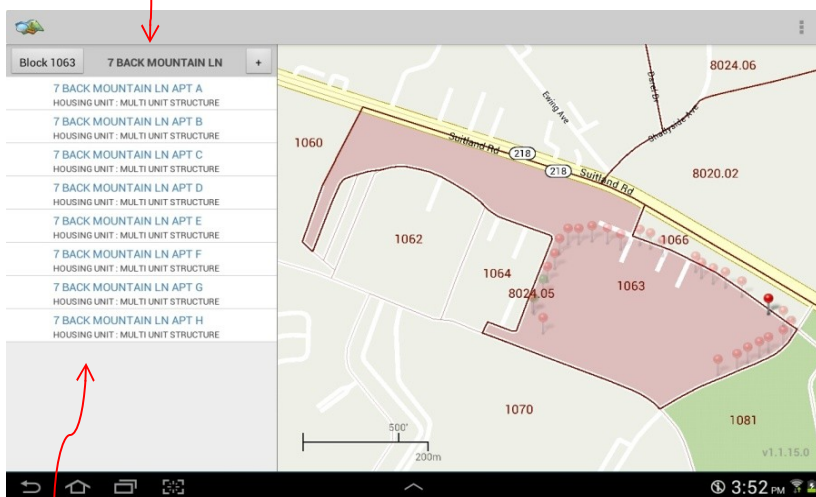 Block 1063
7 BACK MOUNTAIN LN
+
7 BACK MOUNTAIN LN APT A
HOUSING UNIT : MULTI UNIT STRUCTURE
7 BACK MOUNTAIN LN APT B
HOUSING UNIT : MULTI UNIT STRUCTURE
7 BACK MOUNTAIN LN APT C
HOUSING UNIT : MULTI UNIT STRUCTURE
7 BACK MOUNTAIN LN APT D
HOUSING UNIT : MULTI UNIT STRUCTURE
7 BACK MOUNTAIN LN APT E
HOUSING UNIT : MULTI UNIT STRUCTURE
7 BACK MOUNTAIN LN APT F
HOUSING UNIT : MULTI UNIT STRUCTURE
7 BACK MOUNTAIN LN APT G
HOUSING UNIT : MULTI UNIT STRUCTURE
7 BACK MOUNTAIN LN APT H
HOUSING UNIT : MULTI UNIT STRUCTURE
8024.06
Darel Dr
Ewing Ave
Shadyside Ave
1060
Suitland Rd
218
218
Suitland Rd
8020.02
1062
1066
1064
8024.05
1063
1070
1081
500'
200m
v1.1.15.0
3:52 PM